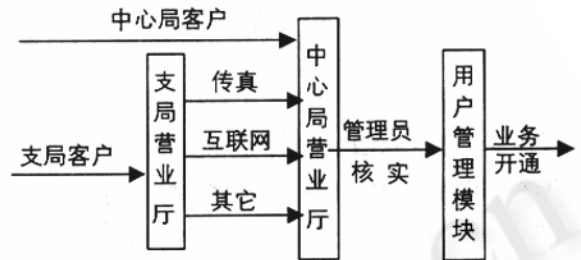 中心局客户
支局客户
支局营业厅
传真
互联网
其它
中心局营业厅
管理员
核实
用户管理模块
业务
开通